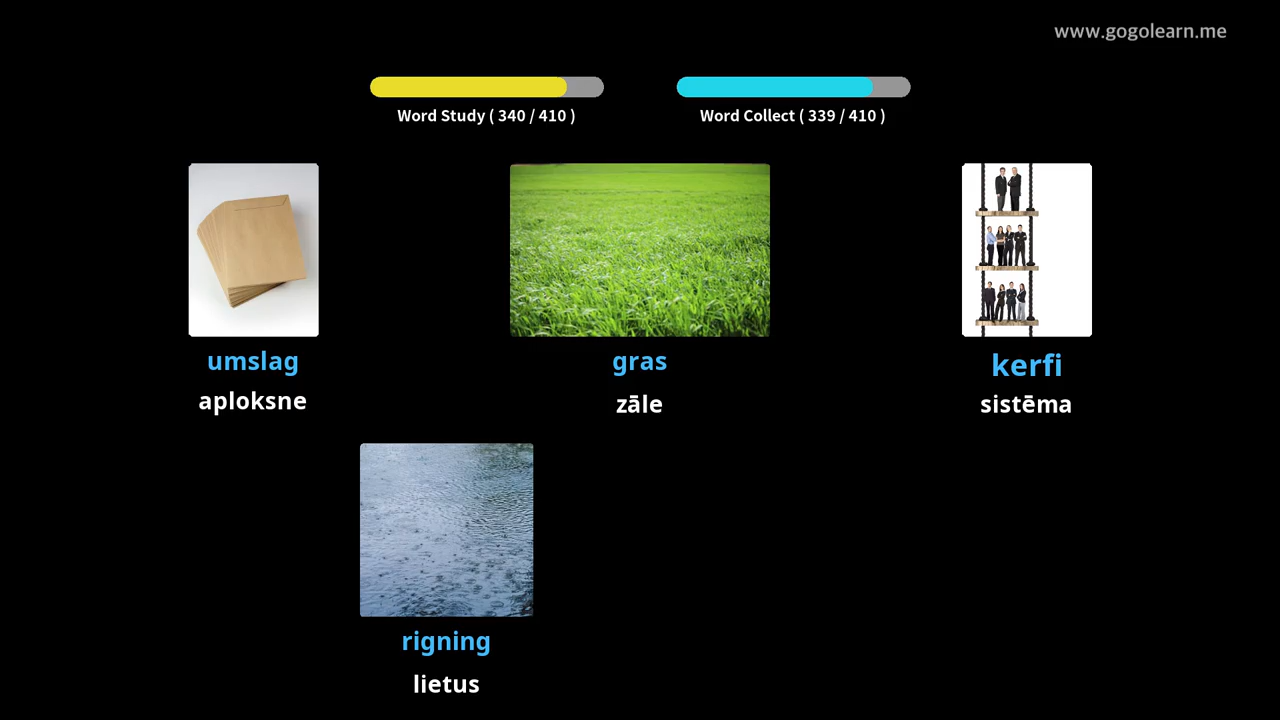 www.gogolearn.me
Word Study ( 340 / 410 )
Word Collect ( 339 / 410 )
umslag
aploksne
gras
zāle
kerfi
sistēma
rigning
lietus